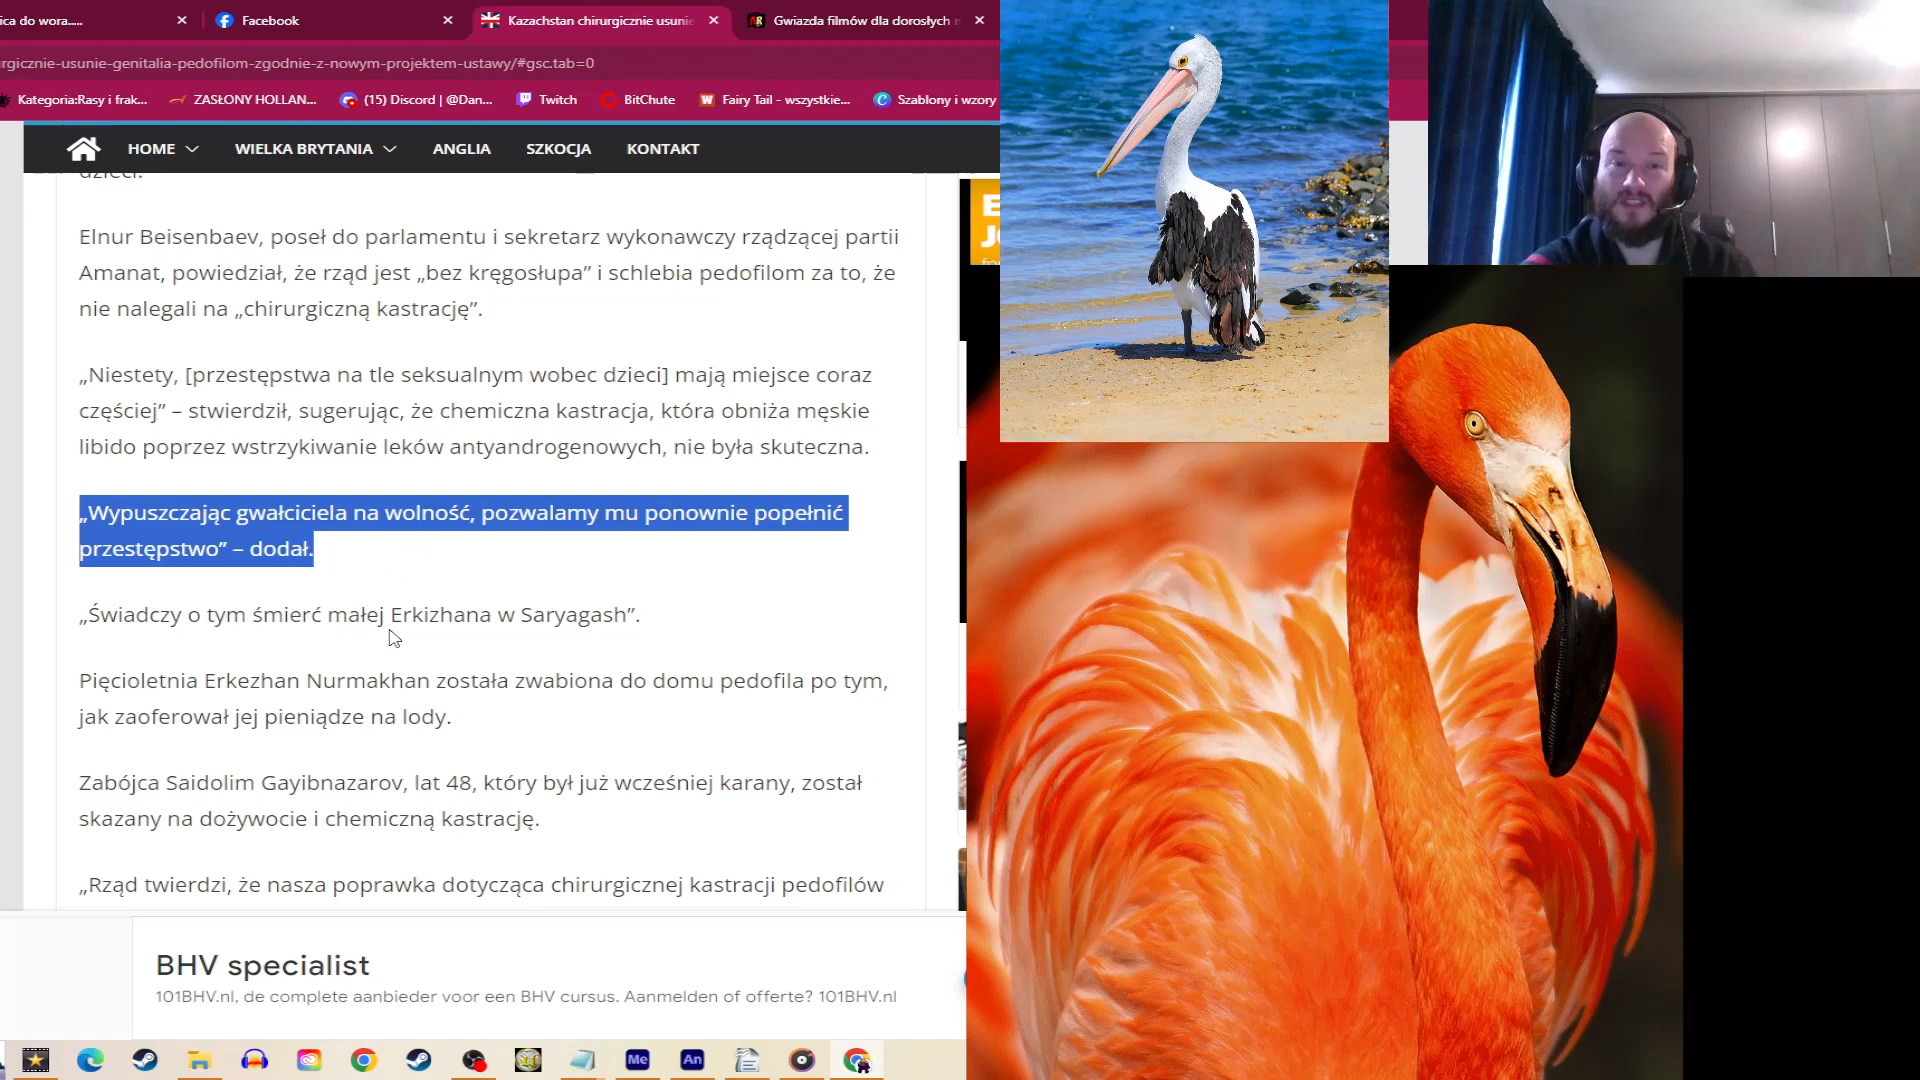 ica do wora.....
Facebook
Kazachstan chirurgicznie usunie
Gwiazda filmów dla dorosłych
rgicznie-usunie-genitalia-pedofilom-zgodnie-z-nowym-projektem-ustawy/#gsc.tab=0
Kategoria:Rasy i frak...
ZASŁONY HOLLAN...
(15) Discord | @Dan...
Twitch
BitChute
Fairy Tail - wszystkie...
Szablony i wzory
HOME
WIELKA BRYTANIA
ANGLIA
SZKOCJA
KONTAKT
dzieci.
Elnur Beisenbaev, poseł do parlamentu i sekretarz wykonawczy rządzącej partii
Amanat, powiedział, że rząd jest „bez kręgosłupa” i schlebia pedofilom za to, że
nie nalegali na „chirurgiczną kastrację”.
„Niestety, [przestępstwa na tle seksualnym wobec dzieci] mają miejsce coraz
częściej” – stwierdził, sugerując, że chemiczna kastracja, która obniża męskie
libido poprzez wstrzykiwanie leków antyandrogenowych, nie była skuteczna.
„Wypuszczając gwałciciela na wolność, pozwalamy mu ponownie popełnić
przestępstwo” – dodał.
„Świadczy o tym śmierć małej Erkizhana w Saryagash”.
Pięcioletnia Erkezhan Nurmakhan została zwabiona do domu pedofila po tym,
jak zaoferował jej pieniądze na lody.
Zabójca Saidolim Gayibnazarov, lat 48, który był już wcześniej karany, został
skazany na dożywocie i chemiczną kastrację.
„Rząd twierdzi, że nasza poprawka dotycząca chirurgicznej kastracji pedofilów
BHV specialist
101BHV.nl, de complete aanbieder voor een BHV cursus. Aanmelden of offerte? 101BHV.nl
Me
An